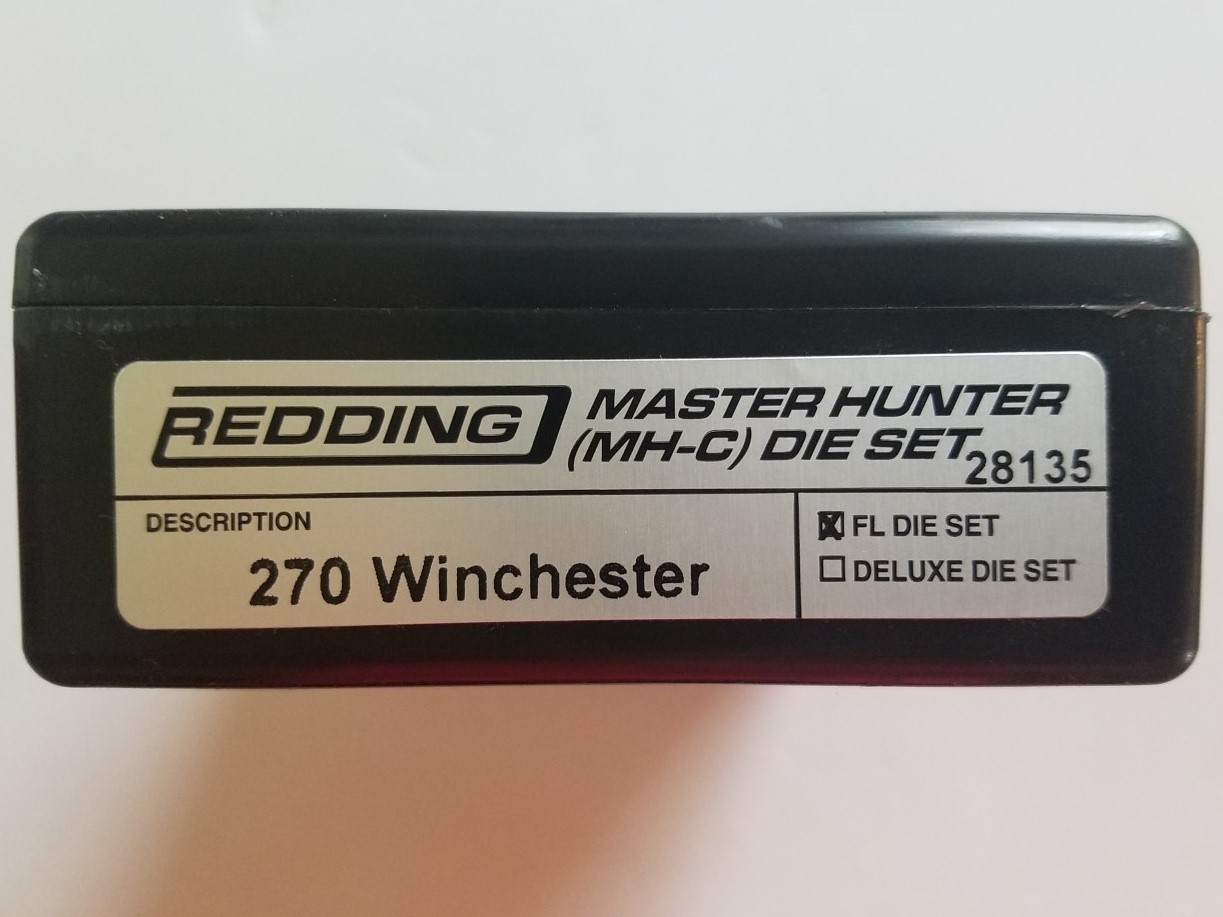 REDDING
MASTER HUNTER
(MH-C) DIE SET
28135
DESCRIPTION
270 Winchester
☒ FL DIE SET
☐ DELUXE DIE SET